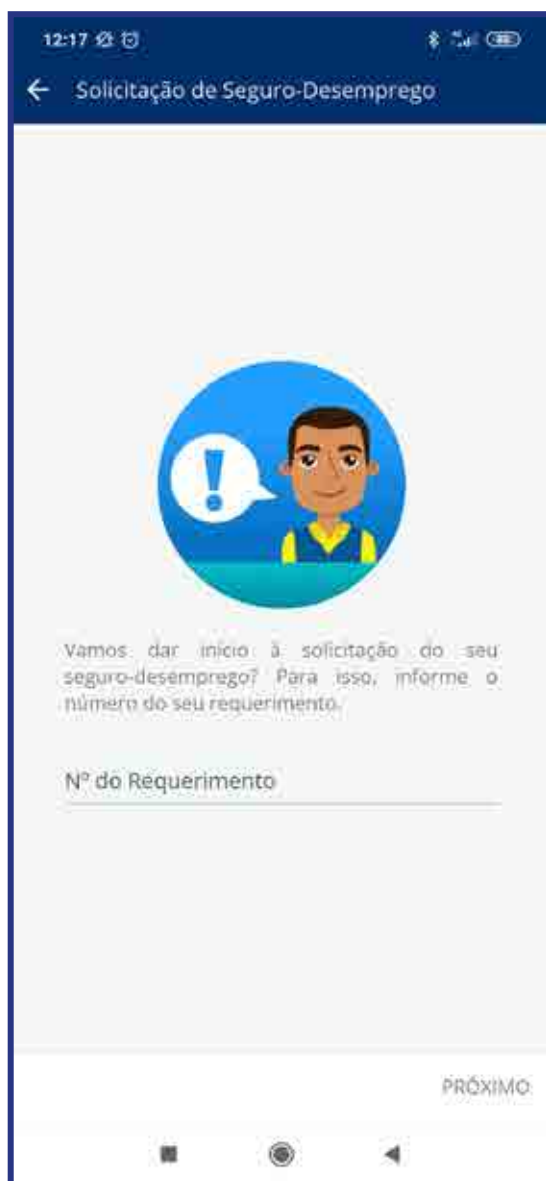 12:17
Solicitação de Seguro-Desemprego
!
Vamos dar início à solicitação do seu
seguro-desemprego? Para isso, informe o
número do seu requerimento.
Nº do Requerimento
PRÓXIMO